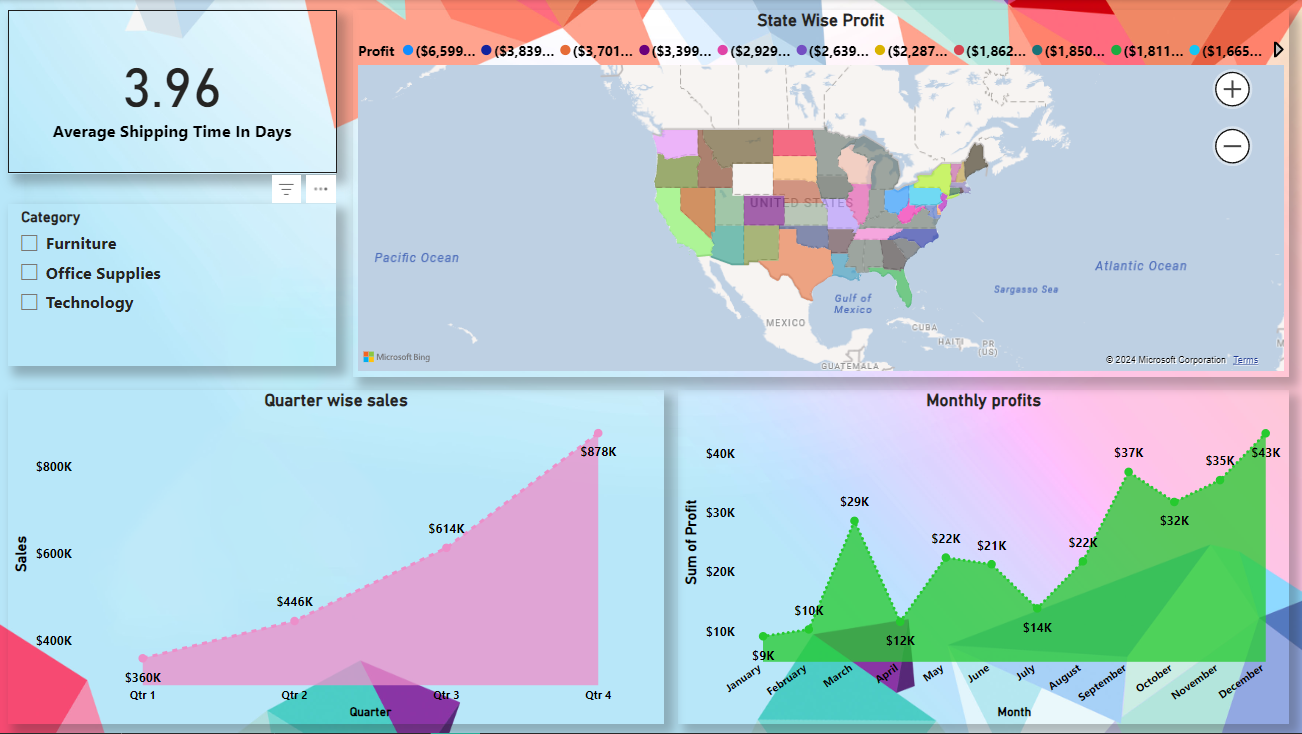 3.96
Average Shipping Time In Days
Category
Furniture
Office Supplies
Technology
State Wise Profit
Profit ($6,599... ($3,839... ($3,701... ($3,399... ($2,929... ($2,639... ($2,287... ($1,862... ($1,850... ($1,811... ($1,665...
UNITED STATES
Pacific Ocean
Atlantic Ocean
Sargasso Sea
Gulf of
Mexico
MEXICO
CUBA
HAITI
PR
(US)
GUATEMALA
Microsoft Bing
© 2024 Microsoft Corporation Terms
Quarter wise sales
Sales
$800K
$600K
$400K
$360K
$446K
$614K
$878K
Qtr 1 Qtr 2 Qtr 3 Qtr 4
Quarter
Monthly profits
Sum of Profit
$40K
$30K
$20K
$10K
$9K
$10K
$29K
$12K
$22K
$21K
$14K
$22K
$37K
$32K
$35K
$43K
January February March April May June July August September October November December
Month